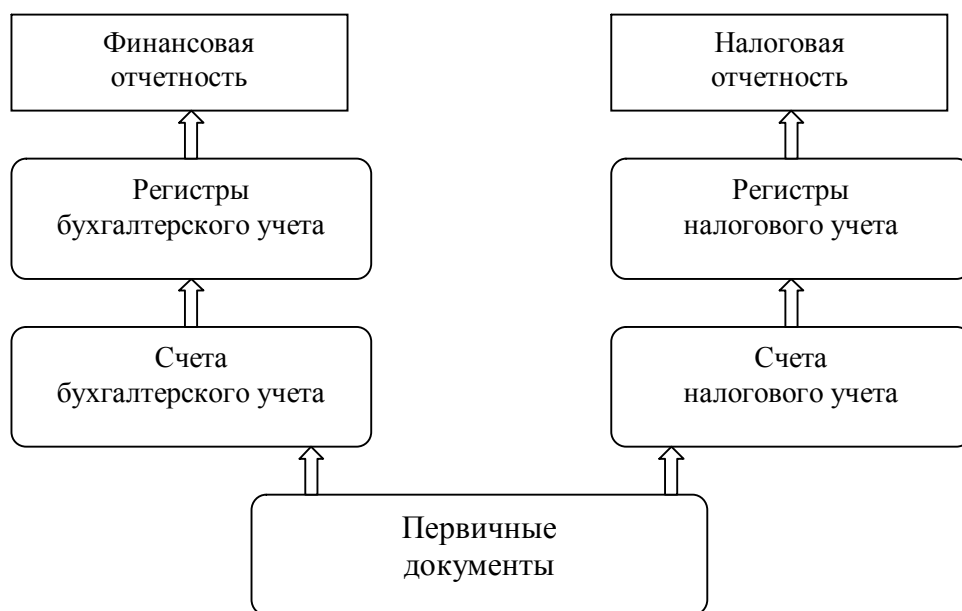 Финансовая
отчетность
Налоговая
отчетность
Регистры
бухгалтерского учета
Регистры
налогового учета
Счета
бухгалтерского учета
Счета
налогового учета
Первичные
документы